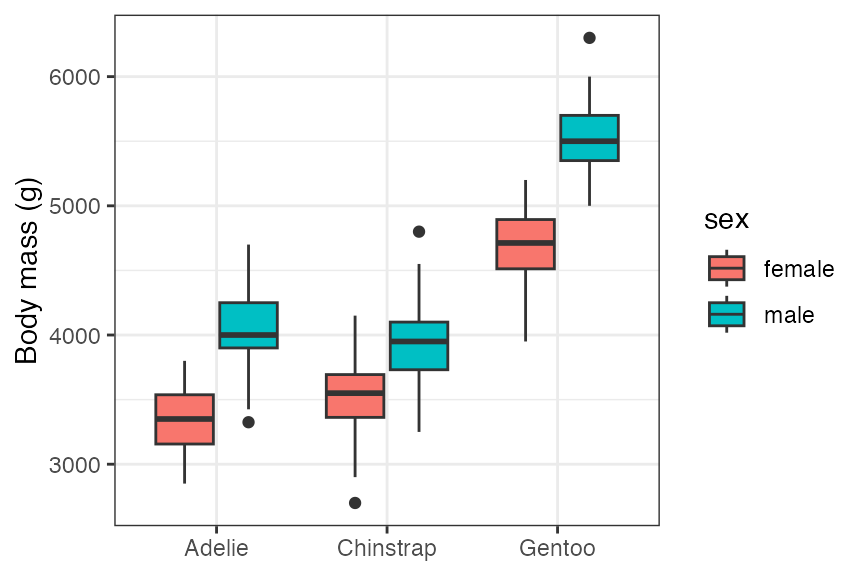 Body mass (g)
6000
5000
4000
3000
Adelie Chinstrap Gentoo
sex
female
male